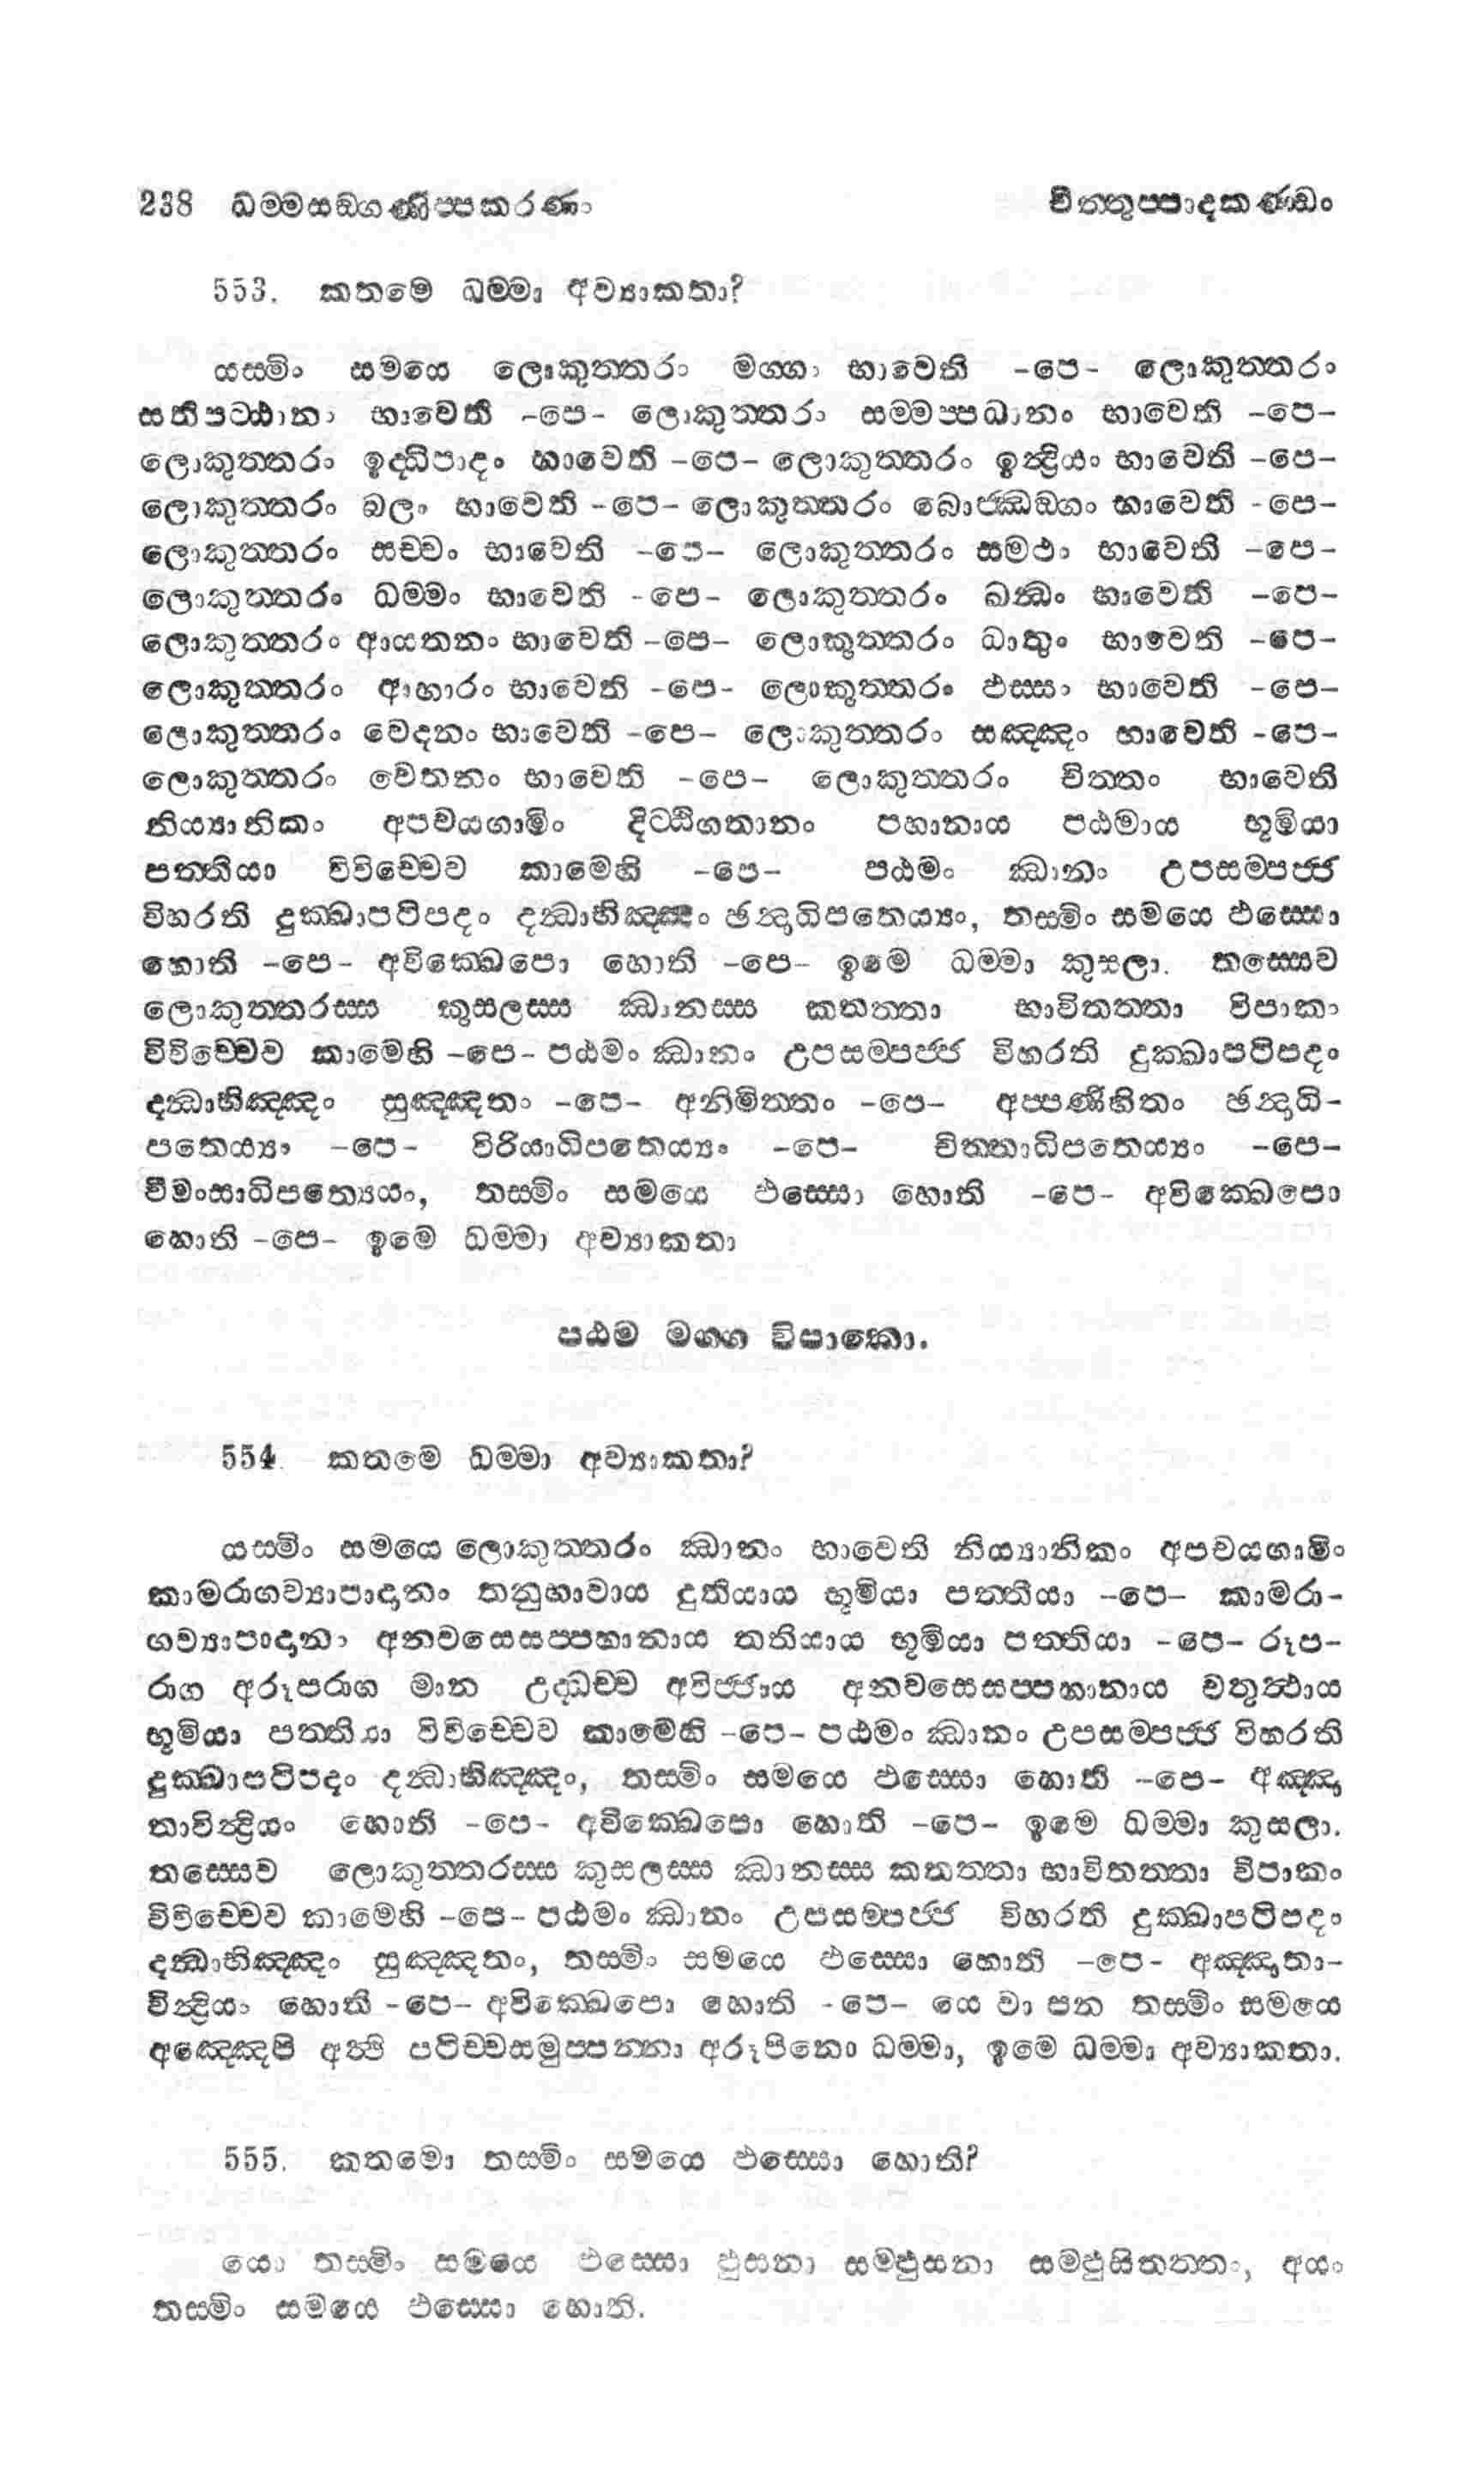 238 ධම්මසඞ්ගණිප්පකරණං චිත්තුප්පාදකණ්ඩං
553. කතමෙ ධම්මා අව්‍යාකතා?
යස්මිං සමයෙ ලොකුත්තරං මග්ගං භාවෙති -පෙ- ලොකුත්තරං
සතිපට්ඨානං භාවෙති -පෙ- ලොකුත්තරං සම්මප්පධානං භාවෙති -පෙ-
ලොකුත්තරං ඉද්ධිපාදං භාවෙති -පෙ- ලොකුත්තරං ඉන්ද්‍රියං භාවෙති -පෙ-
ලොකුත්තරං බලං භාවෙති -පෙ- ලොකුත්තරං බොජ්ඣඞ්ගං භාවෙති -පෙ-
ලොකුත්තරං සච්චං භාවෙති -පෙ- ලොකුත්තරං සමථං භාවෙති -පෙ-
ලොකුත්තරං ධම්මං භාවෙති -පෙ- ලොකුත්තරං ඛන්ධං භාවෙති -පෙ-
ලොකුත්තරං ආයතනං භාවෙති -පෙ- ලොකුත්තරං ධාතුං භාවෙති -පෙ-
ලොකුත්තරං ආහාරං භාවෙති -පෙ- ලොකුත්තරං ඵස්සං භාවෙති -පෙ-
ලොකුත්තරං වෙදනං භාවෙති -පෙ- ලොකුත්තරං සඤ්ඤං භාවෙති -පෙ-
ලොකුත්තරං චෙතනං භාවෙති -පෙ- ලොකුත්තරං චිත්තං භාවෙති
නිය්‍යානිකං අපචයගාමිං දිට්ඨිගතානං පහානාය පඨමාය භූමියා
පත්තියා විවිච්චෙව කාමෙහි -පෙ- පඨමං ඣානං උපසම්පජ්ජ
විහරති දුක්ඛාපටිපදං දන්ධාභිඤ්ඤං ඡන්දාධිපතෙය්‍යං, තස්මිං සමයෙ ඵස්සො
හොති -පෙ- අවික්ඛෙපො හොති -පෙ- ඉමෙ ධම්මා කුසලා. තස්සෙව
ලොකුත්තරස්ස කුසලස්ස ඣානස්ස කතත්තා භාවිතත්තා විපාකං
විවිච්චෙව කාමෙහි -පෙ- පඨමං ඣානං උපසම්පජ්ජ විහරති දුක්ඛාපටිපදං
දන්ධාභිඤ්ඤං සුඤ්ඤතං -පෙ- අනිමිත්තං -පෙ- අප්පණිහිතං ඡන්දාධි-
පතෙය්‍යං -පෙ- විරියාධිපතෙය්‍යං -පෙ- චිත්තාධිපතෙය්‍යං -පෙ-
වීමංසාධිපත්‍යෙයං, තස්මිං සමයෙ ඵස්සො හොති -පෙ- අවික්ඛෙපො
හොති -පෙ- ඉමෙ ධම්මා අව්‍යාකතා
පඨම මග්ග විපාකො.
554. කතමෙ ධම්මා අව්‍යාකතා?
යස්මිං සමයෙ ලොකුත්තරං ඣානං භාවෙති නිය්‍යානිකං අපචයගාමිං
කාමරාගව්‍යාපාදානං තනුභාවාය දුතියාය භූමියා පත්තියා -පෙ- කාමරා-
ගව්‍යාපාදානං අනවසෙසප්පහානාය තතියාය භූමියා පත්තියා -පෙ- රූප-
රාග අරූපරාග මාන උද්ධච්ච අවිජ්ජාය අනවසෙසප්පහානාය චතුත්ථාය
භූමියා පත්තියා විවිච්චෙව කාමෙහි -පෙ- පඨමං ඣානං උපසම්පජ්ජ විහරති
දුක්ඛාපටිපදං දන්ධාභිඤ්ඤං, තස්මිං සමයෙ ඵස්සො හොති -පෙ- අඤ්ඤා
තාවින්ද්‍රියං හොති -පෙ- අවික්ඛෙපො හොති -පෙ- ඉමෙ ධම්මා කුසලා.
තස්සෙව ලොකුත්තරස්ස කුසලස්ස ඣානස්ස කතත්තා භාවිතත්තා විපාකං
විවිච්චෙව කාමෙහි -පෙ- පඨමං ඣානං උපසම්පජ්ජ විහරති දුක්ඛාපටිපදං
දන්ධාභිඤ්ඤං සුඤ්ඤතං, තස්මිං සමයෙ ඵස්සො හොති -පෙ- අඤ්ඤාතා-
වින්ද්‍රියං හොති -පෙ- අවික්ඛෙපො හොති -පෙ- යෙ වා පන තස්මිං සමයෙ
අඤ්ඤෙපි අත්ථි පටිච්චසමුප්පන්නා අරූපිනො ධම්මා, ඉමෙ ධම්මා අව්‍යාකතා.
555. කතමො තස්මිං සමයෙ ඵස්සො හොති?
යො තස්මිං සමයෙ ඵස්සො ඵුසනා සම්ඵුසනා සම්ඵුසිතත්තං, අයං
තස්මිං සමයෙ ඵස්සො හොති.